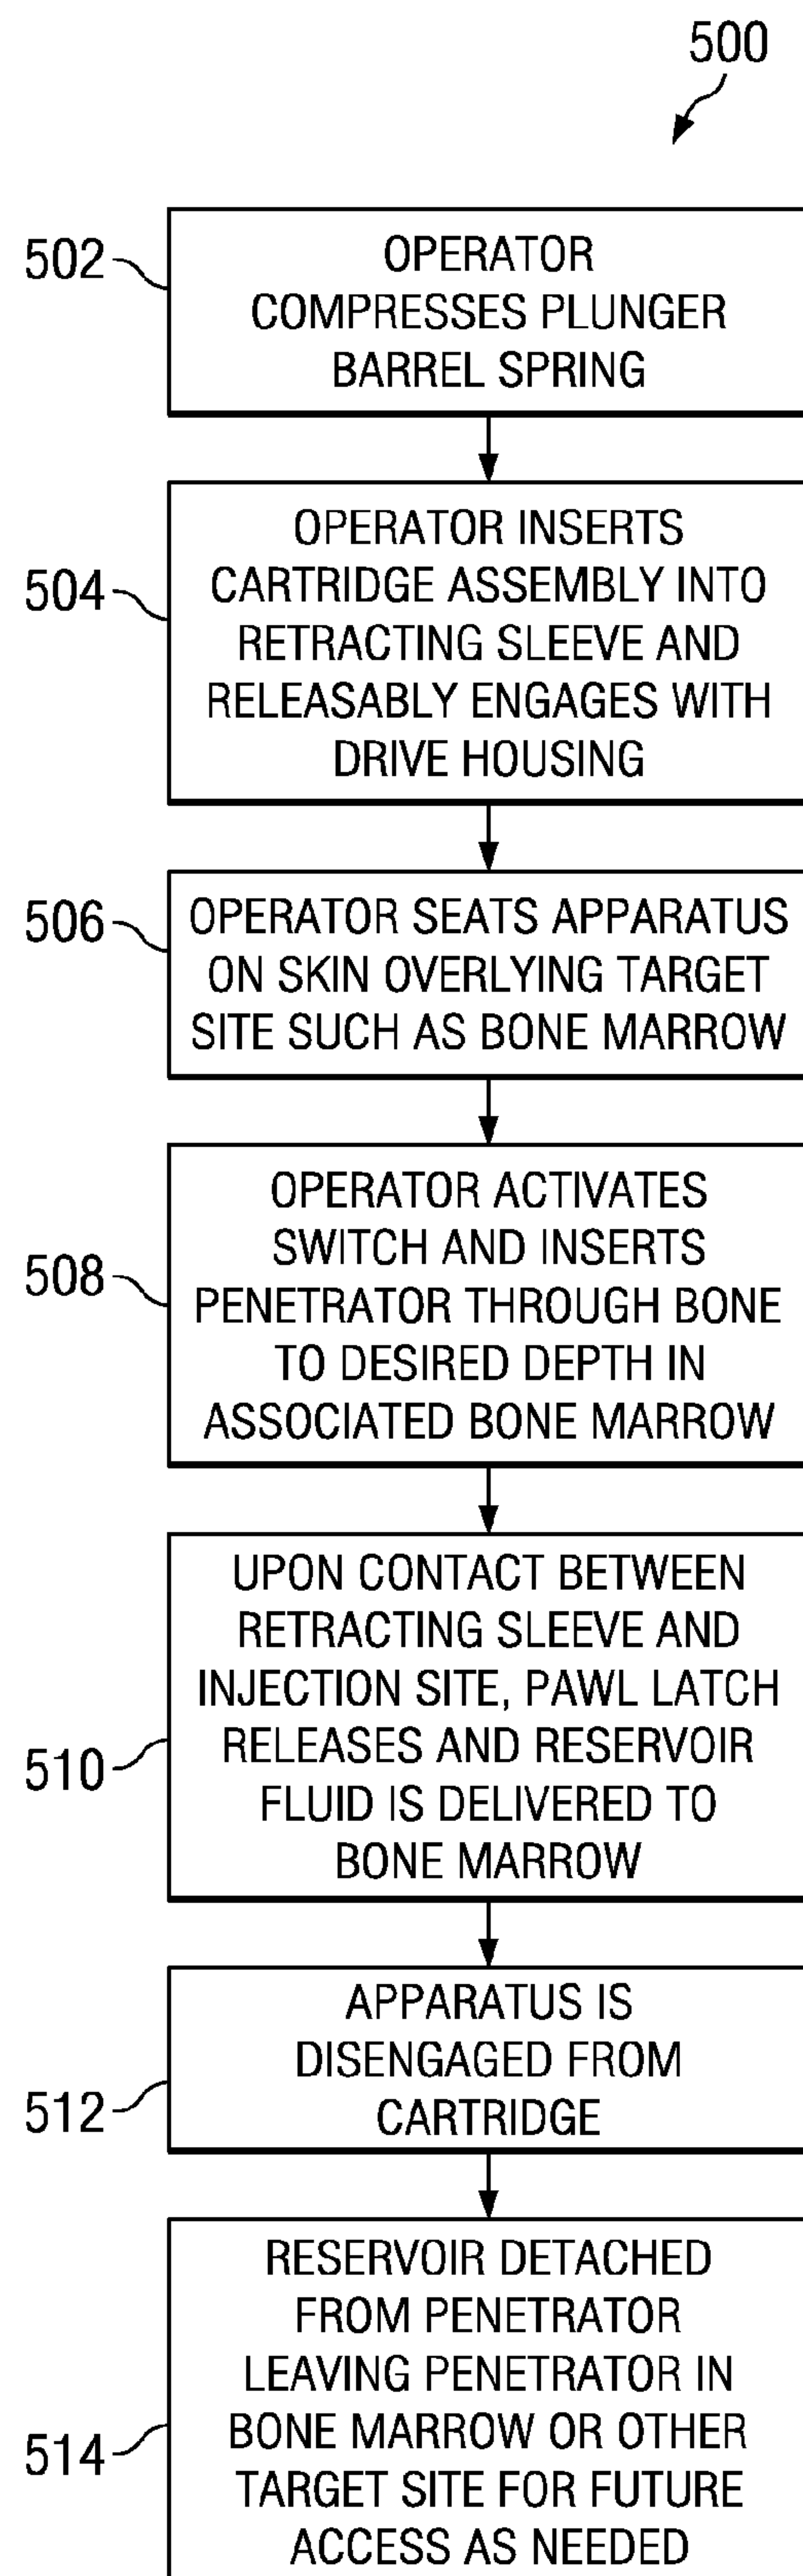 500
502
OPERATOR
COMPRESSES PLUNGER
BARREL SPRING
504
OPERATOR INSERTS
CARTRIDGE ASSEMBLY INTO
RETRACTING SLEEVE AND
RELEASABLY ENGAGES WITH
DRIVE HOUSING
506
OPERATOR SEATS APPARATUS
ON SKIN OVERLYING TARGET
SITE SUCH AS BONE MARROW
508
OPERATOR ACTIVATES
SWITCH AND INSERTS
PENETRATOR THROUGH BONE
TO DESIRED DEPTH IN
ASSOCIATED BONE MARROW
510
UPON CONTACT BETWEEN
RETRACTING SLEEVE AND
INJECTION SITE, PAWL LATCH
RELEASES AND RESERVOIR
FLUID IS DELIVERED TO
BONE MARROW
512
APPARATUS IS
DISENGAGED FROM
CARTRIDGE
514
RESERVOIR DETACHED
FROM PENETRATOR
LEAVING PENETRATOR IN
BONE MARROW OR OTHER
TARGET SITE FOR FUTURE
ACCESS AS NEEDED